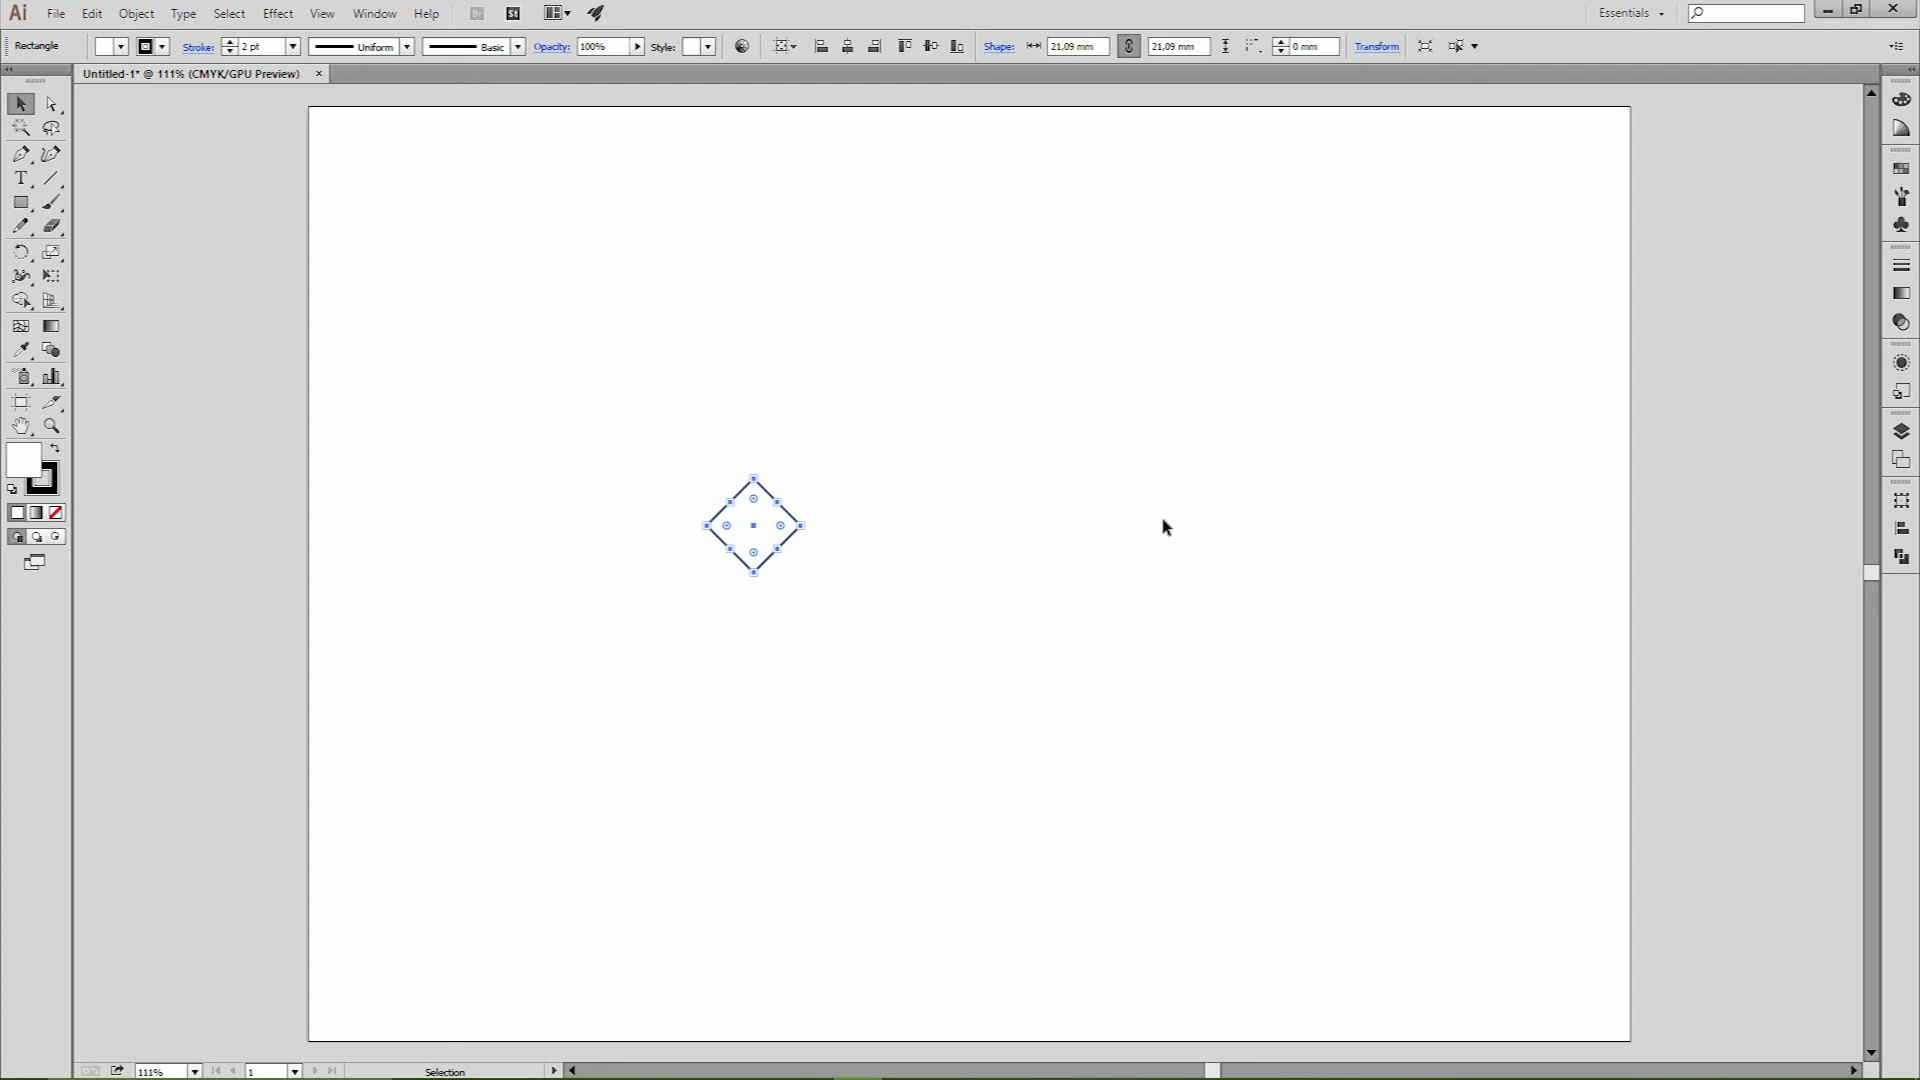 Ai File Edit Object Type Select Effect View Window Help Br St Essentials
Rectangle Stroke: 2 pt Uniform Basic Opacity: 100% Style: Shape: 21,09 mm 21,09 mm 0 mm Transform
Untitled-1* @ 111% (CMYK/GPU Preview) ×
T
111% 1 Selection